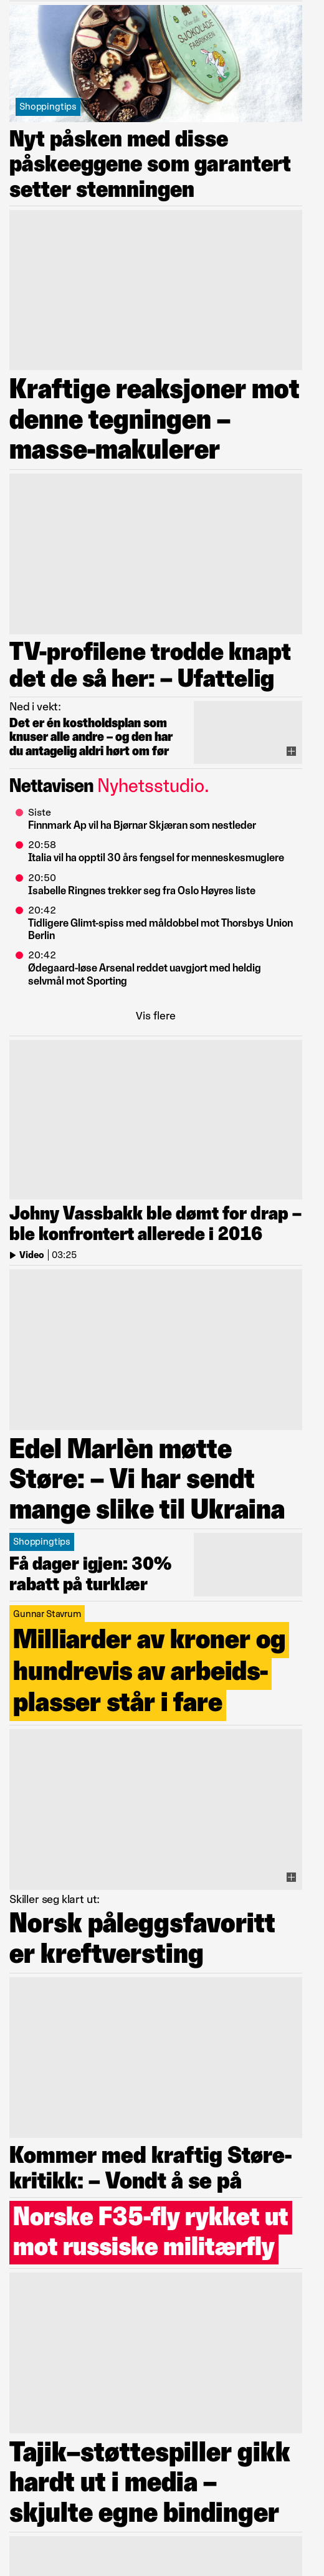 SJOKOLADE
FABRIKK
Shoppingtips
Nyt påsken med disse
påskeeggene som garantert
setter stemningen
Kraftige reaksjoner mot
denne tegningen –
masse-makulerer
TV-profilene trodde knapt
det de så her: – Ufattelig
Ned i vekt:
Det er én kostholdsplan som
knuser alle andre – og den har
du antagelig aldri hørt om før
Nettavisen Nyhetsstudio.
Siste
Finnmark Ap vil ha Bjørnar Skjæran som nestleder
20:58
Italia vil ha opptil 30 års fengsel for menneskesmuglere
20:50
Isabelle Ringnes trekker seg fra Oslo Høyres liste
20:42
Tidligere Glimt-spiss med måldobbel mot Thorsbys Union
Berlin
20:42
Ødegaard-løse Arsenal reddet uavgjort med heldig
selvmål mot Sporting
Vis flere
Johny Vassbakk ble dømt for drap –
ble konfrontert allerede i 2016
Video | 03:25
Edel Marlèn møtte
Støre: – Vi har sendt
mange slike til Ukraina
Shoppingtips
Få dager igjen: 30%
rabatt på turklær
Gunnar Stavrum
Milliarder av kroner og
hundrevis av arbeids-
plasser står i fare
Skiller seg klart ut:
Norsk påleggsfavoritt
er kreftversting
Kommer med kraftig Støre-
kritikk: – Vondt å se på
Norske F35-fly rykket ut
mot russiske militærfly
Tajik–støttespiller gikk
hardt ut i media –
skjulte egne bindinger